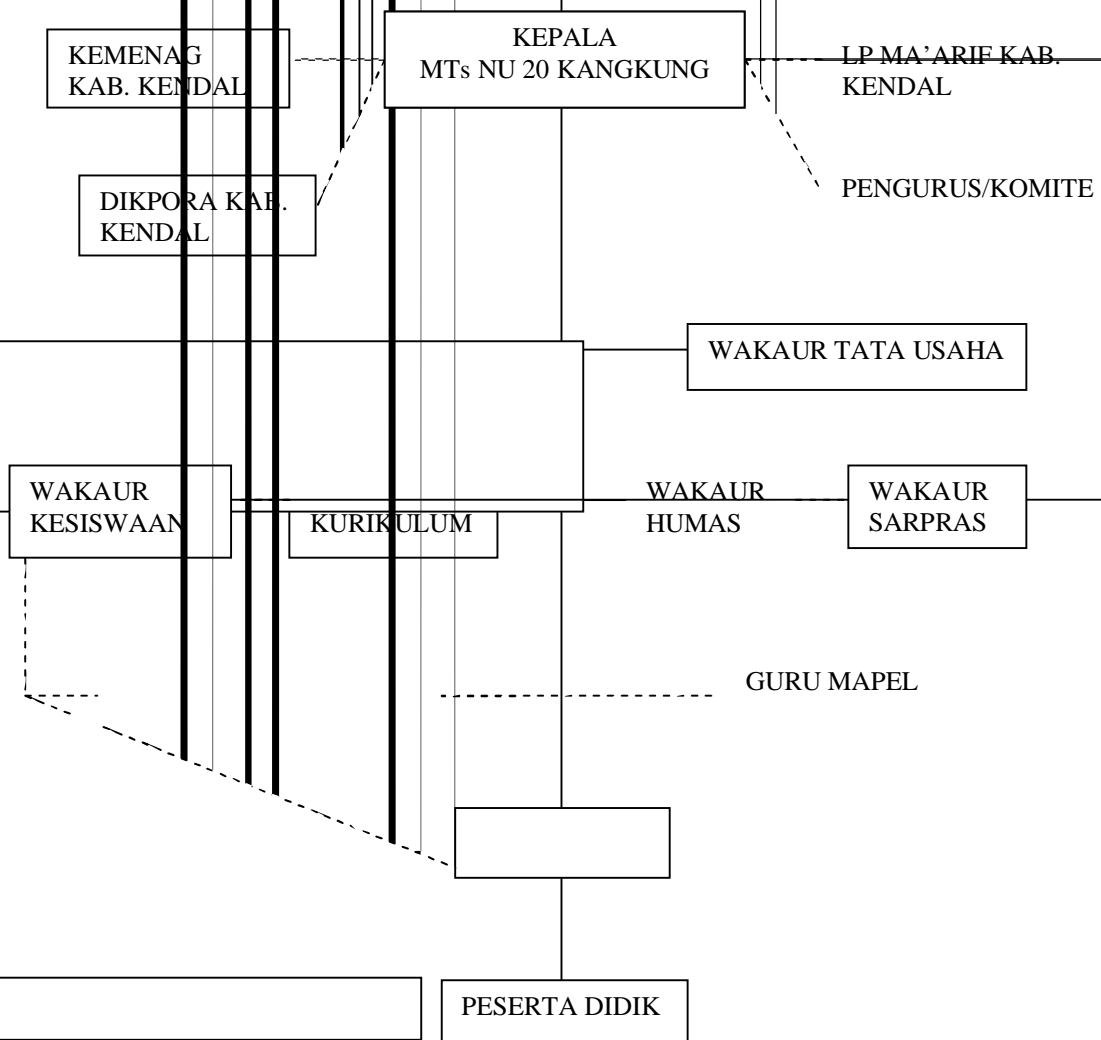 KEPALA
MTs NU 20 KANGKUNG
KEMENAG
KAB. KENDAL
LP MA’ARIF KAB.
KENDAL
DIKPORA KAB.
KENDAL
PENGURUS/KOMITE
WAKAUR TATA USAHA
WAKAUR
KESISWAAN
KURIKULUM
WAKAUR
HUMAS
WAKAUR
SARPRAS
GURU MAPEL
PESERTA DIDIK